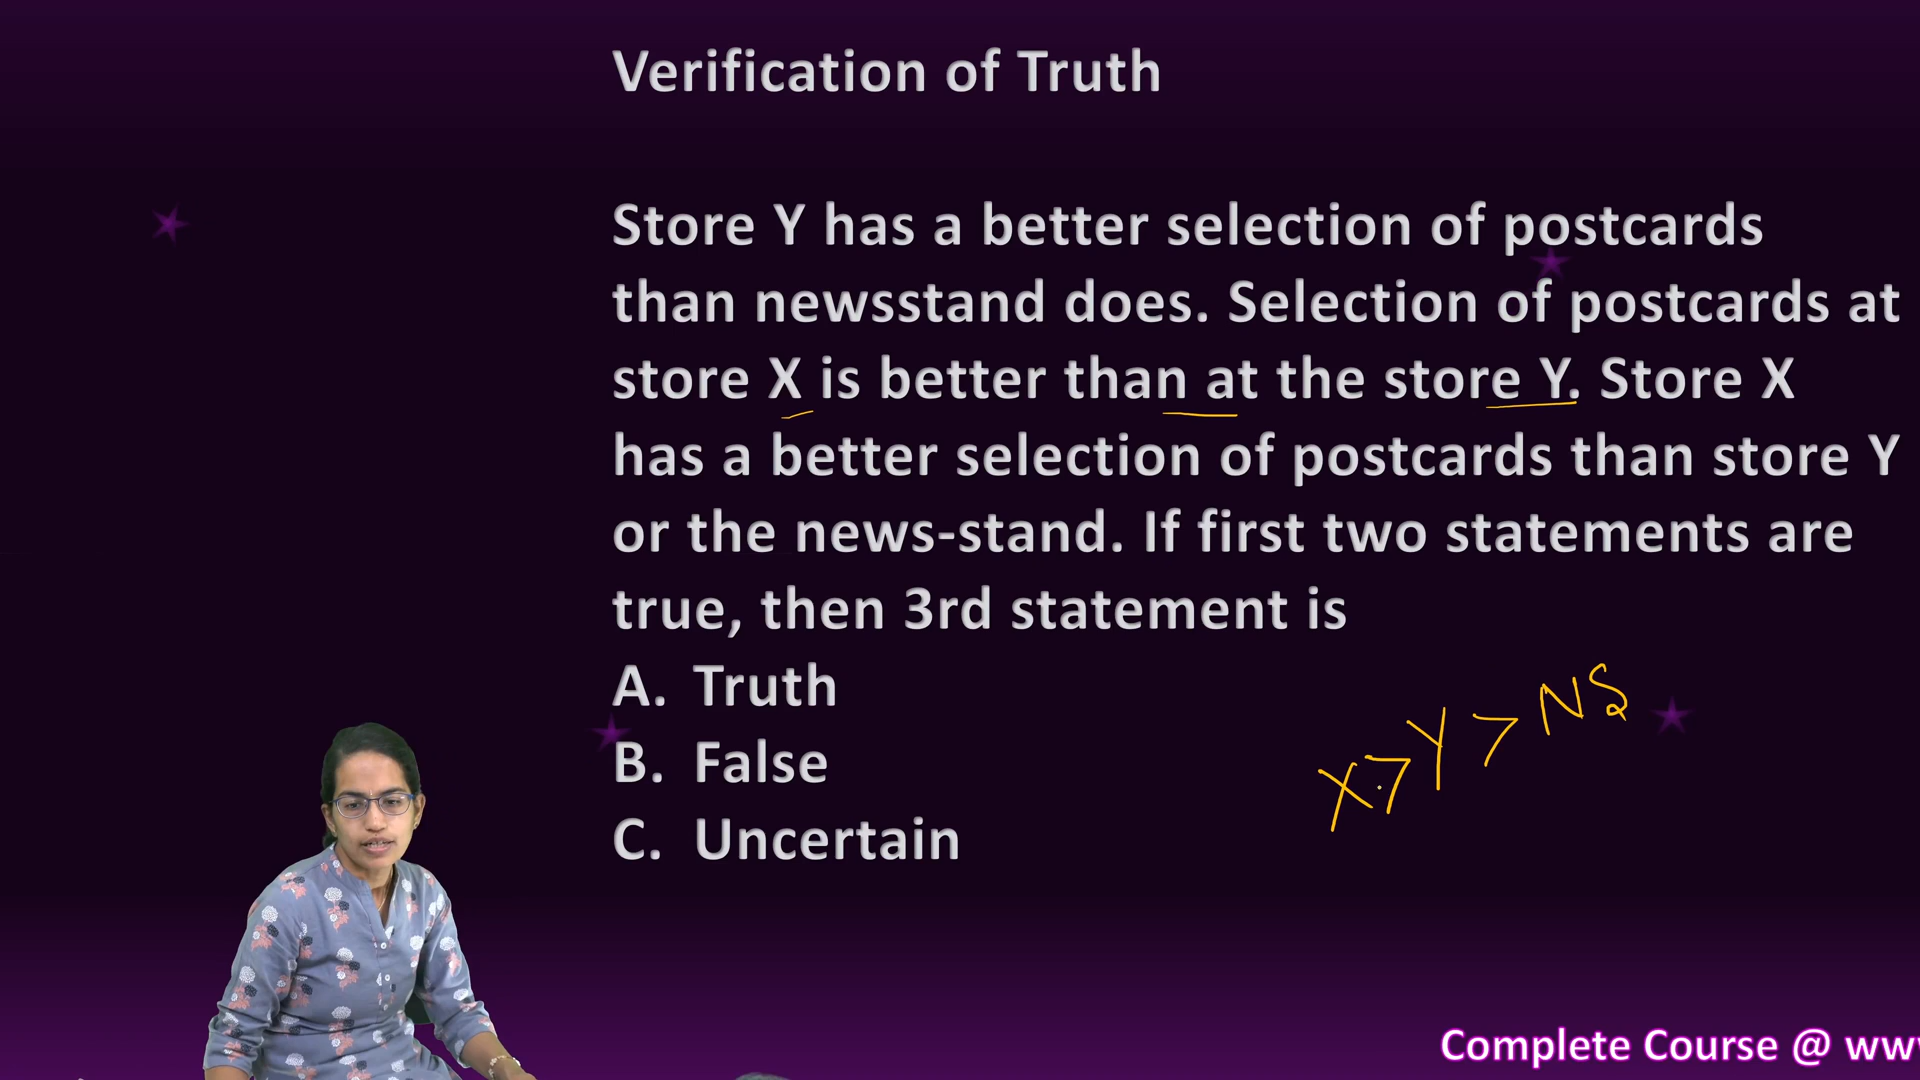 Verification of Truth
Store Y has a better selection of postcards
than newsstand does. Selection of postcards at
store X is better than at the store Y. Store X
has a better selection of postcards than store Y
or the news-stand. If first two statements are
true, then 3rd statement is
A. Truth
B. False
C. Uncertain
X > Y > NS
Complete Course @ www